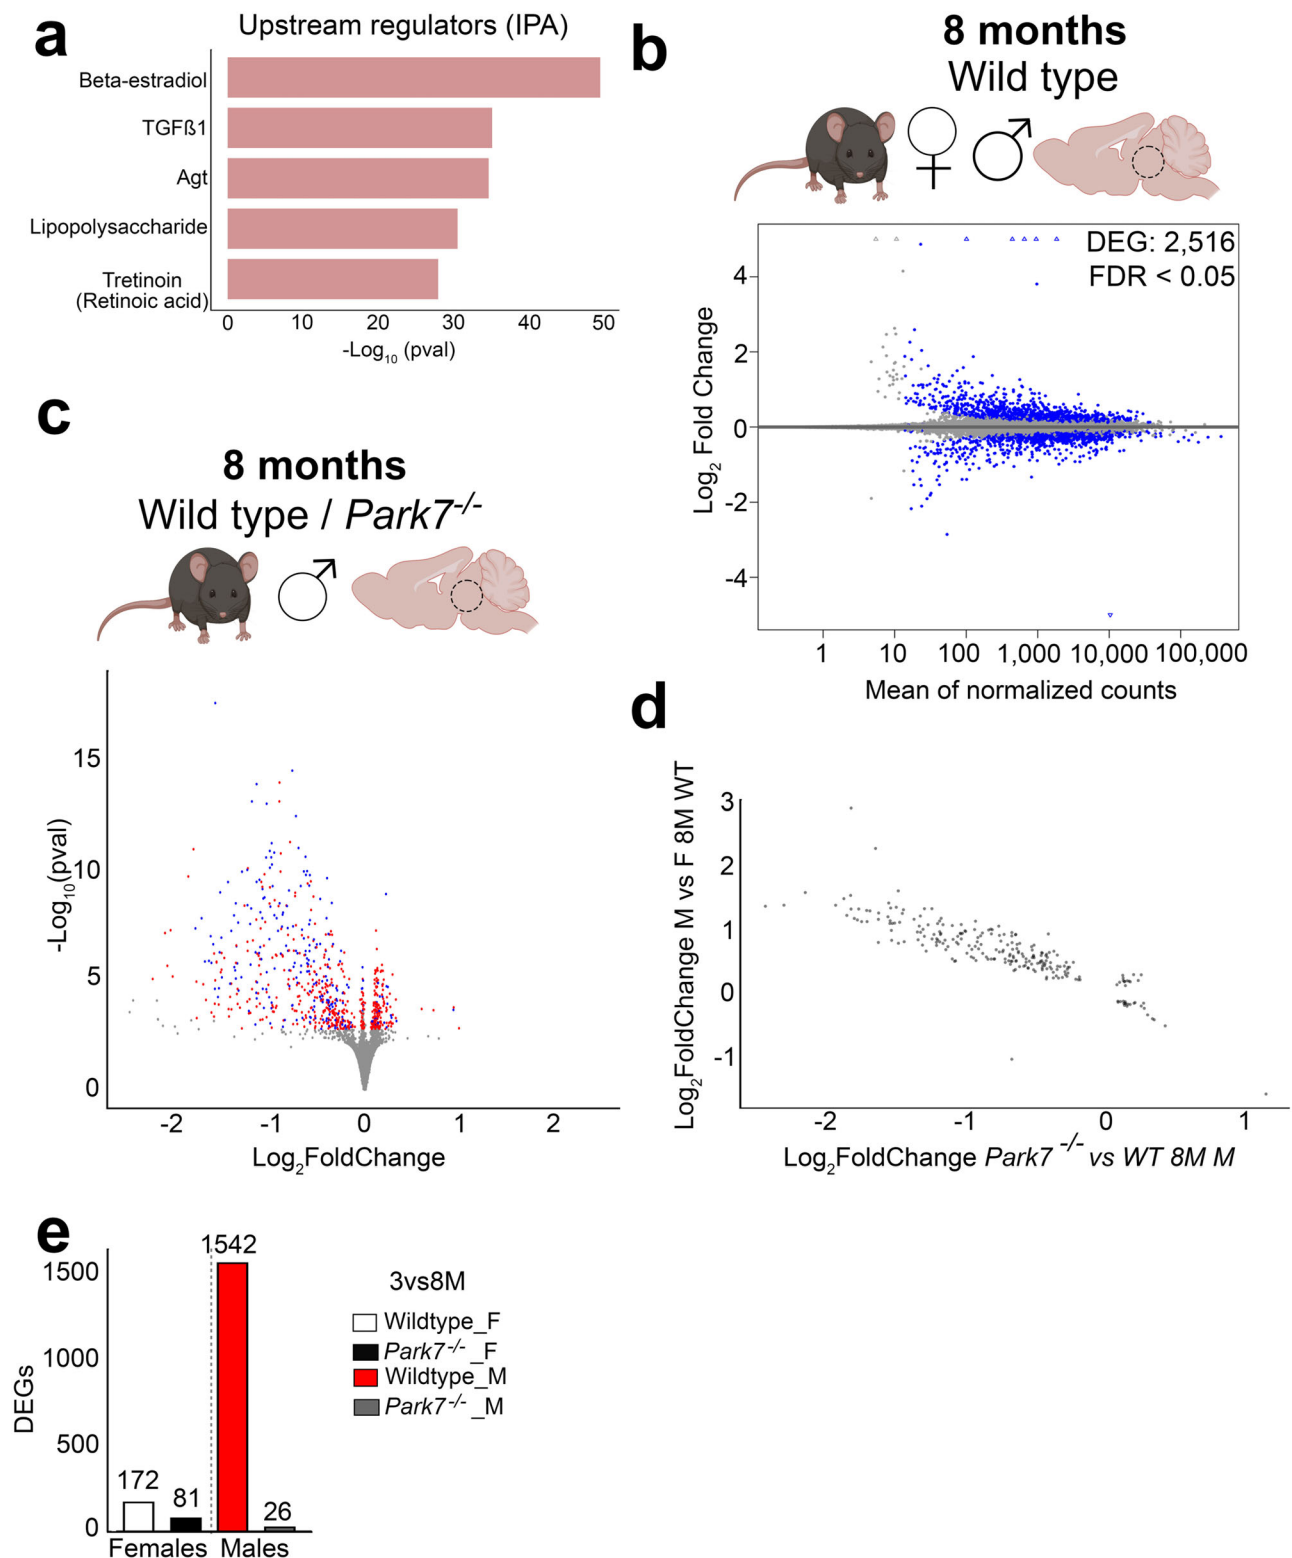 a
Upstream regulators (IPA)
Beta-estradiol
TGFß1
Agt
Lipopolysaccharide
Tretinoin
(Retinoic acid)
0 10 20 30 40 50
-Log10 (pval)
b
8 months
Wild type
DEG: 2,516
FDR < 0.05
Log2 Fold Change
4
2
0
-2
-4
1 10 100 1,000 10,000 100,000
Mean of normalized counts
c
8 months
Wild type / Park7-/-
-Log10(pval)
15
10
5
0
-2 -1 0 1 2
Log2FoldChange
d
Log2FoldChange M vs F 8M WT
3
2
1
0
-1
-2 -1 0 1
Log2FoldChange Park7 -/- vs WT 8M M
e
DEGs
1500
1000
500
0
172
81
1542
26
Females Males
3vs8M
Wildtype_F
Park7-/- _F
Wildtype_M
Park7-/- _M